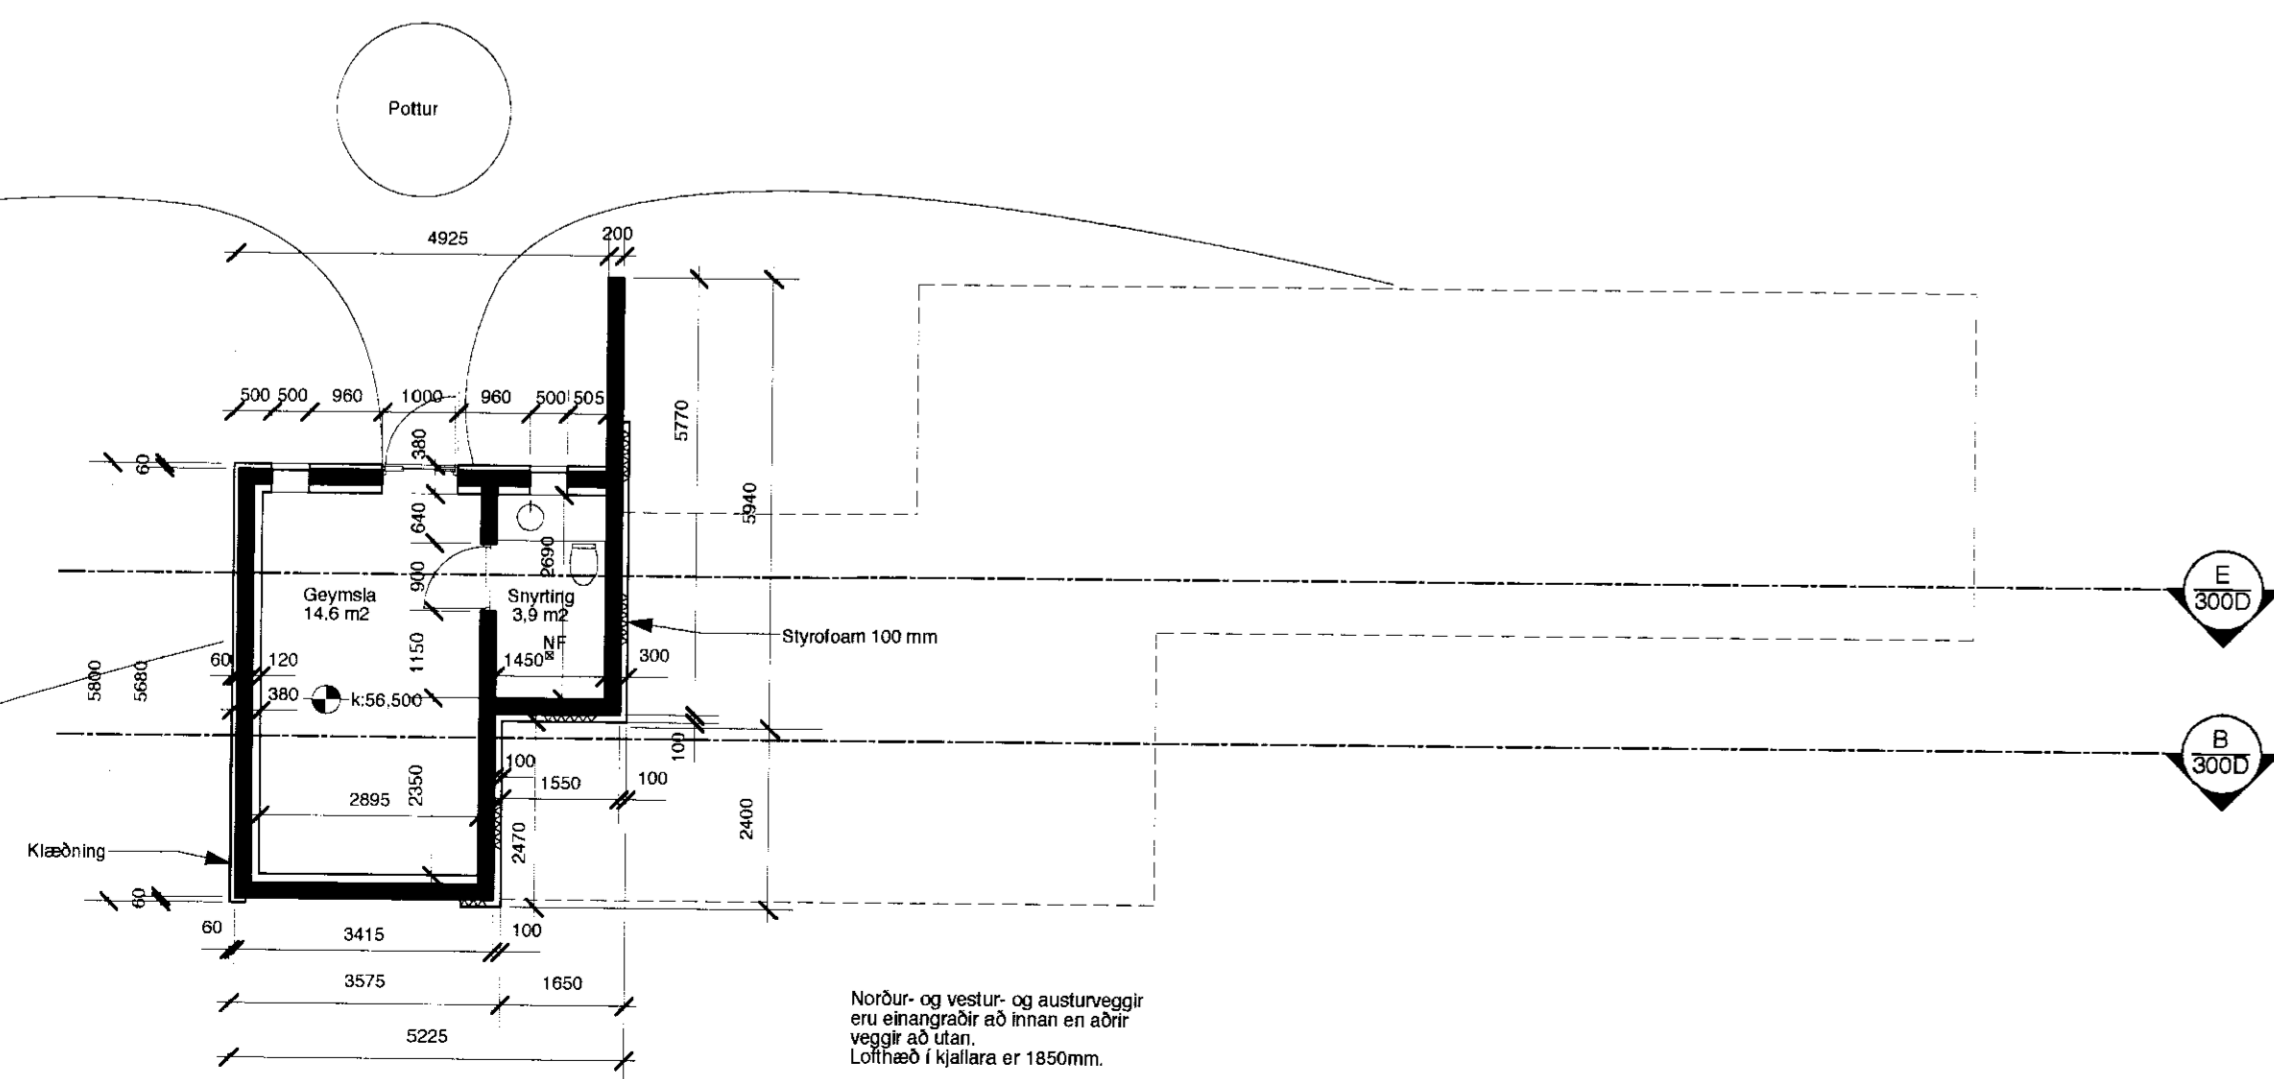 Pottur
4925
200
500 500 960 1000 960 500 505
380
60
5770
5940
640
900
2690
Geymsla
14,6 m2
Snyrting
3,9 m2
NF
E
300D
Styrofoam 100 mm
1150
60
120
1450
300
5800
5680
380
k:56,500
100
B
300D
100
1550
100
2895
2350
2470
2400
Klæðning
60
60
3415
100
3575
1650
5225
Norður- og vestur- og austurveggir
eru einangraðir að innan en aðrir
veggir að utan.
Lofthæð í kjallara er 1850mm.